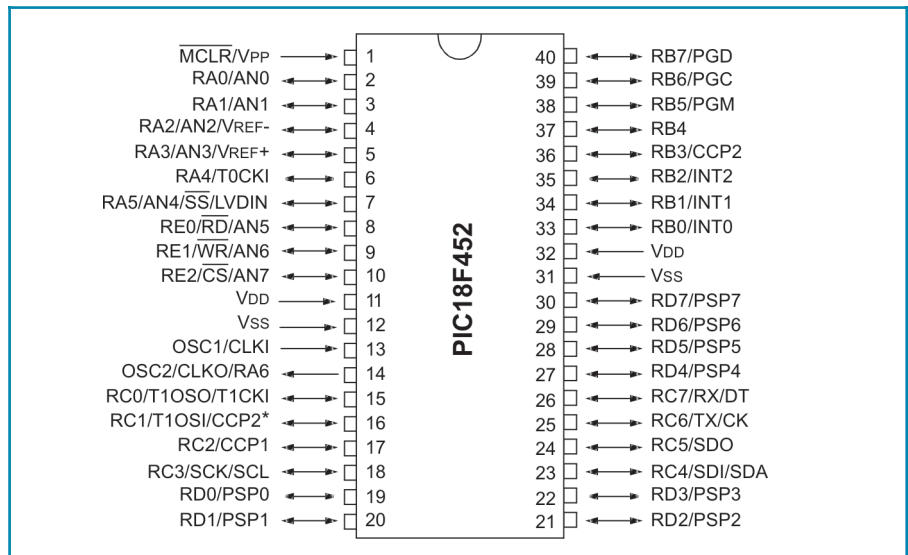 MCLR/VPP 1 40 RB7/PGD
RA0/AN0 2 39 RB6/PGC
RA1/AN1 3 38 RB5/PGM
RA2/AN2/VREF- 4 37 RB4
RA3/AN3/VREF+ 5 36 RB3/CCP2
RA4/T0CKI 6 35 RB2/INT2
RA5/AN4/SS/LVDIN 7 34 RB1/INT1
RE0/RD/AN5 8 33 RB0/INT0
RE1/WR/AN6 9 32 VDD
RE2/CS/AN7 10 31 VSS
VDD 11 30 RD7/PSP7
VSS 12 29 RD6/PSP6
OSC1/CLKI 13 28 RD5/PSP5
OSC2/CLKO/RA6 14 27 RD4/PSP4
RC0/T1OSO/T1CKI 15 26 RC7/RX/DT
RC1/T1OSI/CCP2* 16 25 RC6/TX/CK
RC2/CCP1 17 24 RC5/SDO
RC3/SCK/SCL 18 23 RC4/SDI/SDA
RD0/PSP0 19 22 RD3/PSP3
RD1/PSP1 20 21 RD2/PSP2
PIC18F452